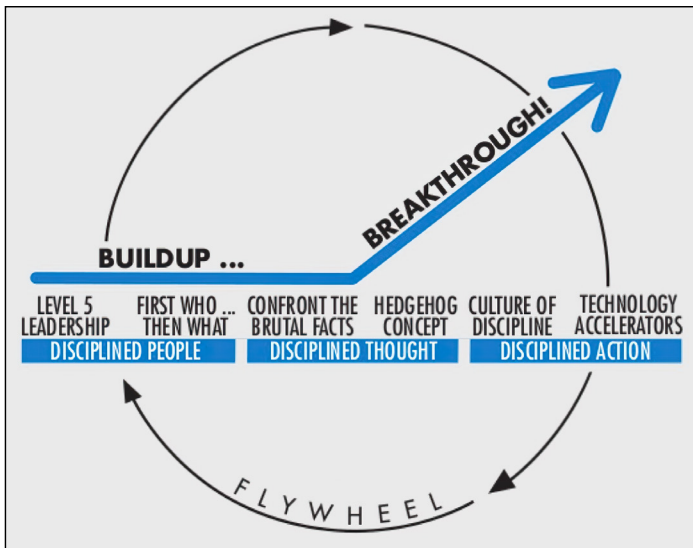 BREAKTHROUGH!
BUILDUP ...
LEVEL 5
LEADERSHIP
FIRST WHO ...
THEN WHAT
CONFRONT THE
BRUTAL FACTS
HEDGEHOG
CONCEPT
CULTURE OF
DISCIPLINE
TECHNOLOGY
ACCELERATORS
DISCIPLINED PEOPLE
DISCIPLINED THOUGHT
DISCIPLINED ACTION
FLYWHEEL